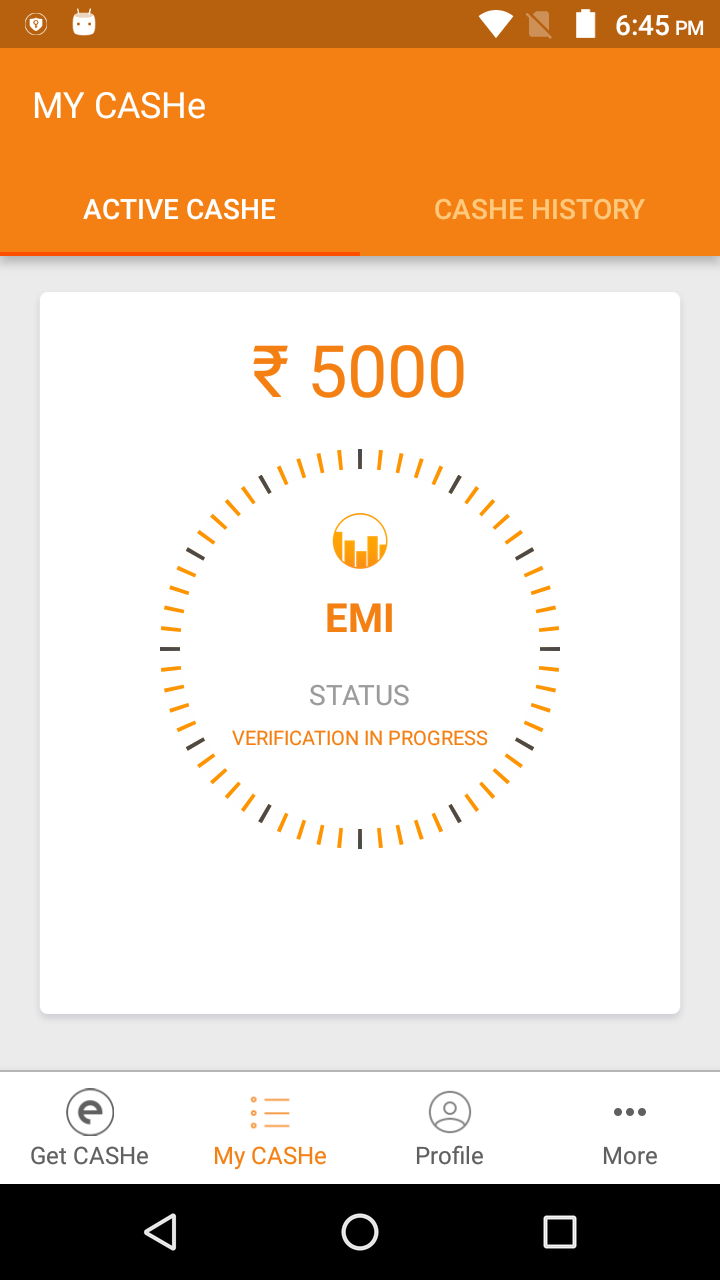 6:45 PM
MY CASHe
ACTIVE CASHE
CASHE HISTORY
₹ 5000
EMI
STATUS
VERIFICATION IN PROGRESS
Get CASHe
My CASHe
Profile
More